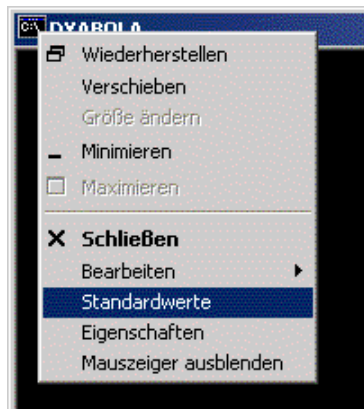 DYABOLA
Wiederherstellen
Verschieben
Größe ändern
Minimieren
Maximieren
Schließen
Bearbeiten
Standardwerte
Eigenschaften
Mauszeiger ausblenden